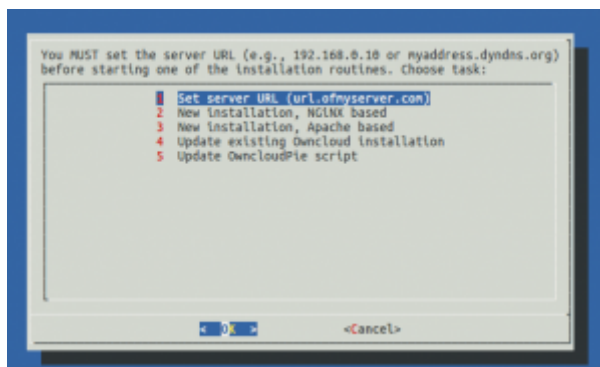 You MUST set the server URL (e.g., 192.168.0.10 or myaddress.dyndns.org)
before starting one of the installation routines. Choose task:
1 Set server URL (url.ofmyserver.com)
2 New installation, NGiNX based
3 New installation, Apache based
4 Update existing Owncloud installation
5 Update OwncloudPie script
< OK > <Cancel>